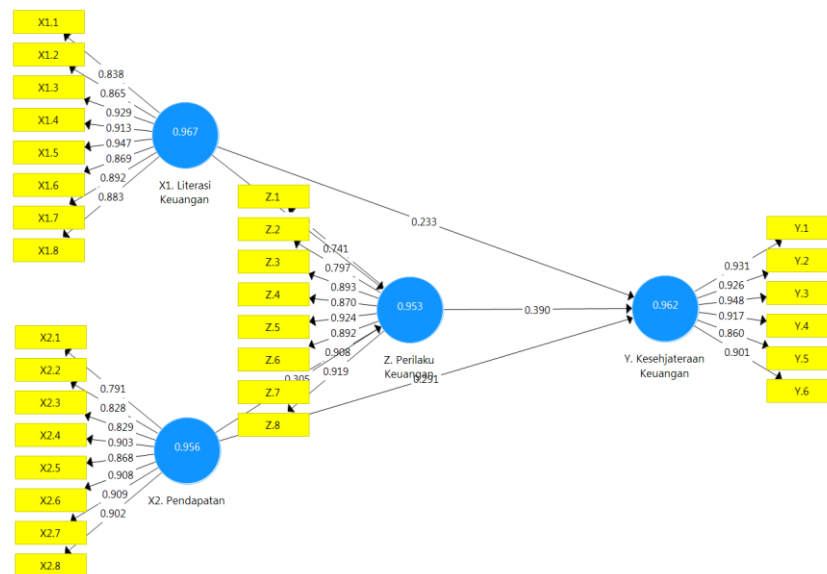 X1.1
X1.2
X1.3
X1.4
X1.5
X1.6
X1.7
X1.8
0.838
0.865
0.929
0.913
0.947
0.869
0.892
0.883
0.967
X1. Literasi
Keuangan
X2.1
X2.2
X2.3
X2.4
X2.5
X2.6
X2.7
X2.8
0.791
0.828
0.829
0.903
0.868
0.908
0.909
0.902
0.956
X2. Pendapatan
Z.1
Z.2
Z.3
Z.4
Z.5
Z.6
Z.7
Z.8
0.741
0.797
0.893
0.870
0.924
0.892
0.908
0.919
0.305
0.953
Z. Perilaku
Keuangan
0.233
0.390
0.291
0.962
Y. Kesehjateraan
Keuangan
0.931
0.926
0.948
0.917
0.860
0.901
Y.1
Y.2
Y.3
Y.4
Y.5
Y.6